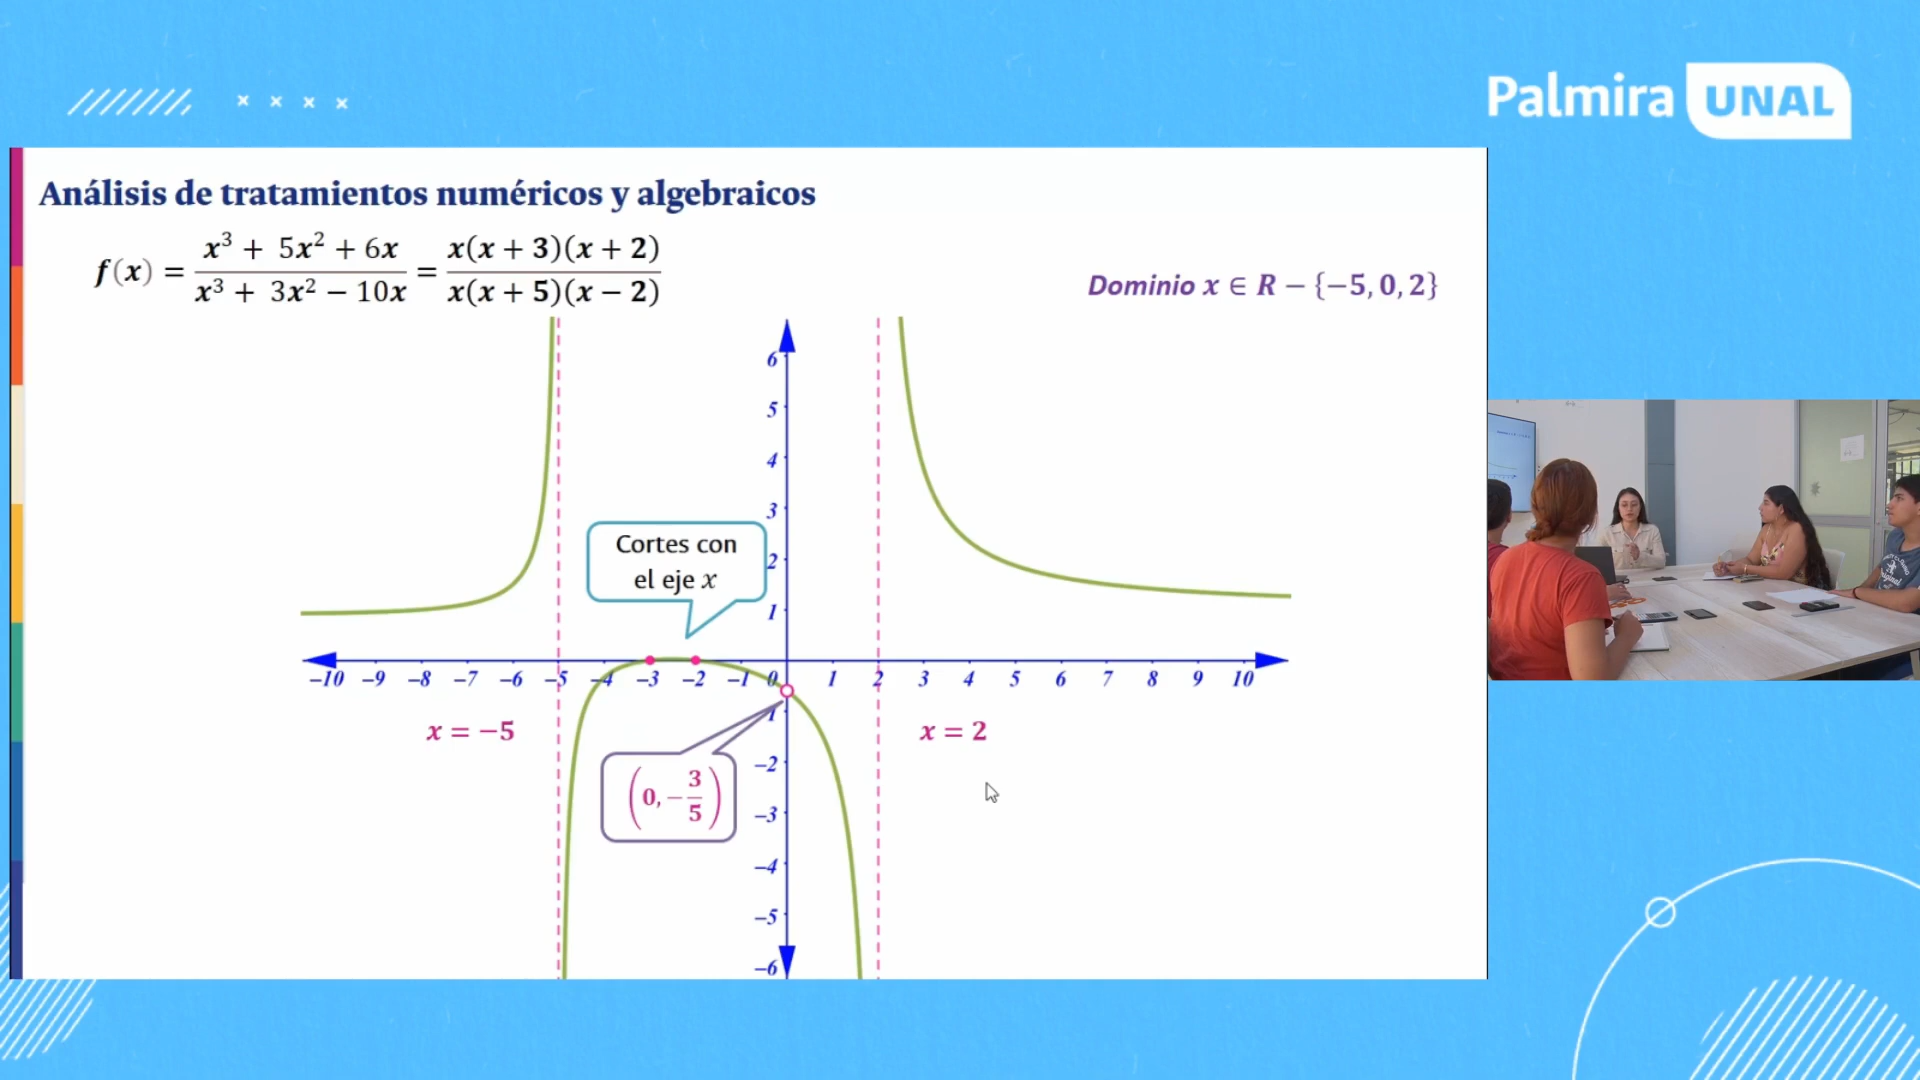 Palmira UNAL
Análisis de tratamientos numéricos y algebraicos
f(x) = \frac{x³ + 5x² + 6x}{x³ + 3x² − 10x} = \frac{x(x + 3)(x + 2)}{x(x + 5)(x − 2)}
Dominio x ∈ R − {−5, 0, 2}
6
5
4
3
Cortes con
el eje x
2
1
−10 −9 −8 −7 −6 −5 −4 −3 −2 −1 0 1 2 3 4 5 6 7 8 9 10
x = −5
x = 2
(0, −\frac{3}{5})
−2
−3
−4
−5
−6